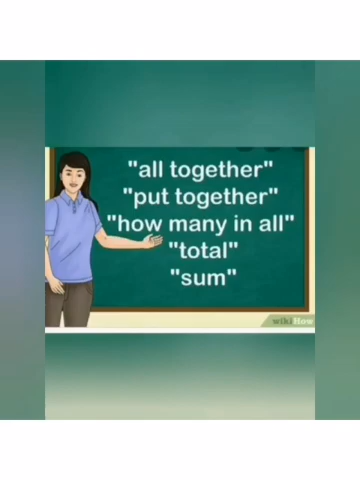 "all together"
"put together"
"how many in all"
"total"
"sum"
wikiHow